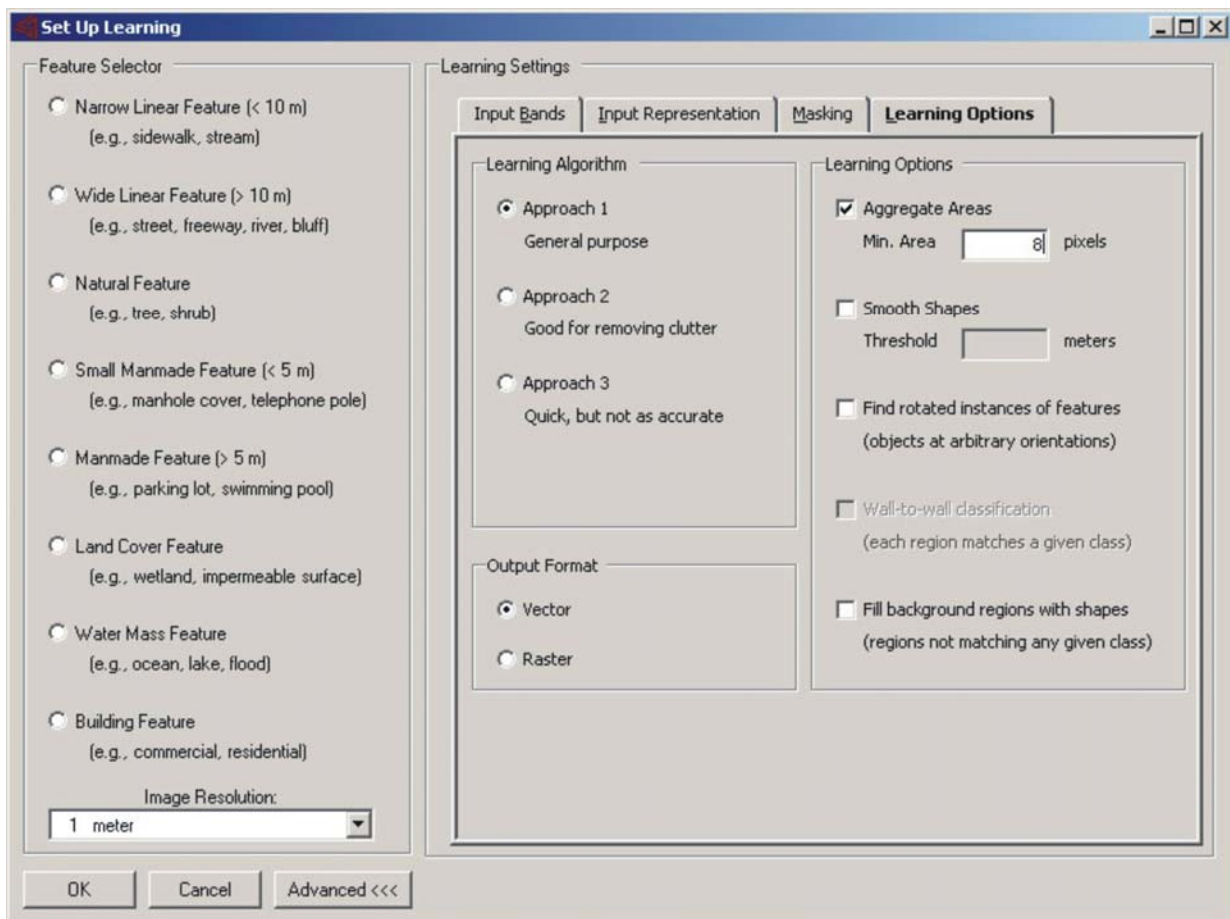 Set Up Learning
Feature Selector
Narrow Linear Feature (< 10 m)
(e.g., sidewalk, stream)
Wide Linear Feature (> 10 m)
(e.g., street, freeway, river, bluff)
Natural Feature
(e.g., tree, shrub)
Small Manmade Feature (< 5 m)
(e.g., manhole cover, telephone pole)
Manmade Feature (> 5 m)
(e.g., parking lot, swimming pool)
Land Cover Feature
(e.g., wetland, impermeable surface)
Water Mass Feature
(e.g., ocean, lake, flood)
Building Feature
(e.g., commercial, residential)
Image Resolution:
1 meter
OK Cancel Advanced <<<
Learning Settings
Input Bands Input Representation Masking Learning Options
Learning Algorithm
Approach 1
General purpose
Approach 2
Good for removing clutter
Approach 3
Quick, but not as accurate
Output Format
Vector
Raster
Learning Options
Aggregate Areas
Min. Area 8 pixels
Smooth Shapes
Threshold meters
Find rotated instances of features
(objects at arbitrary orientations)
Wall-to-wall classification
(each region matches a given class)
Fill background regions with shapes
(regions not matching any given class)